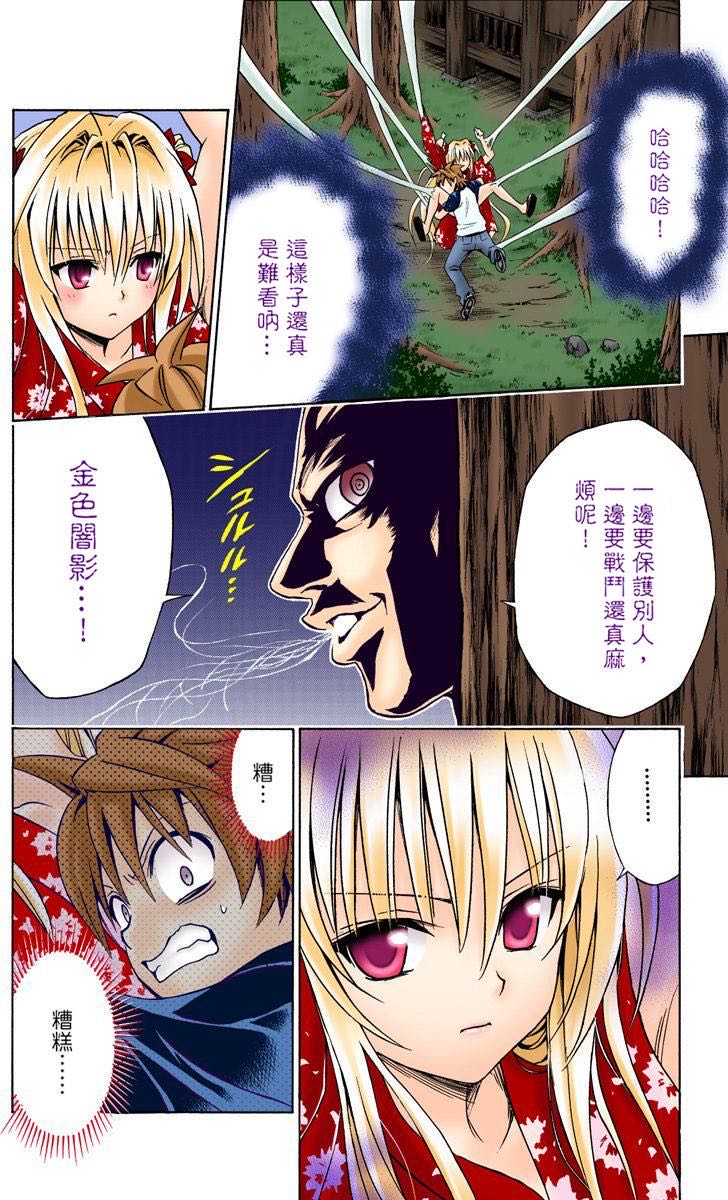 哈哈哈哈！
這樣子還真
是難看吶…
一邊要保護別人，
一邊要戰鬥還真麻
煩呢！
シュルル…
金色闇影…！
………
糟…
糟糕……